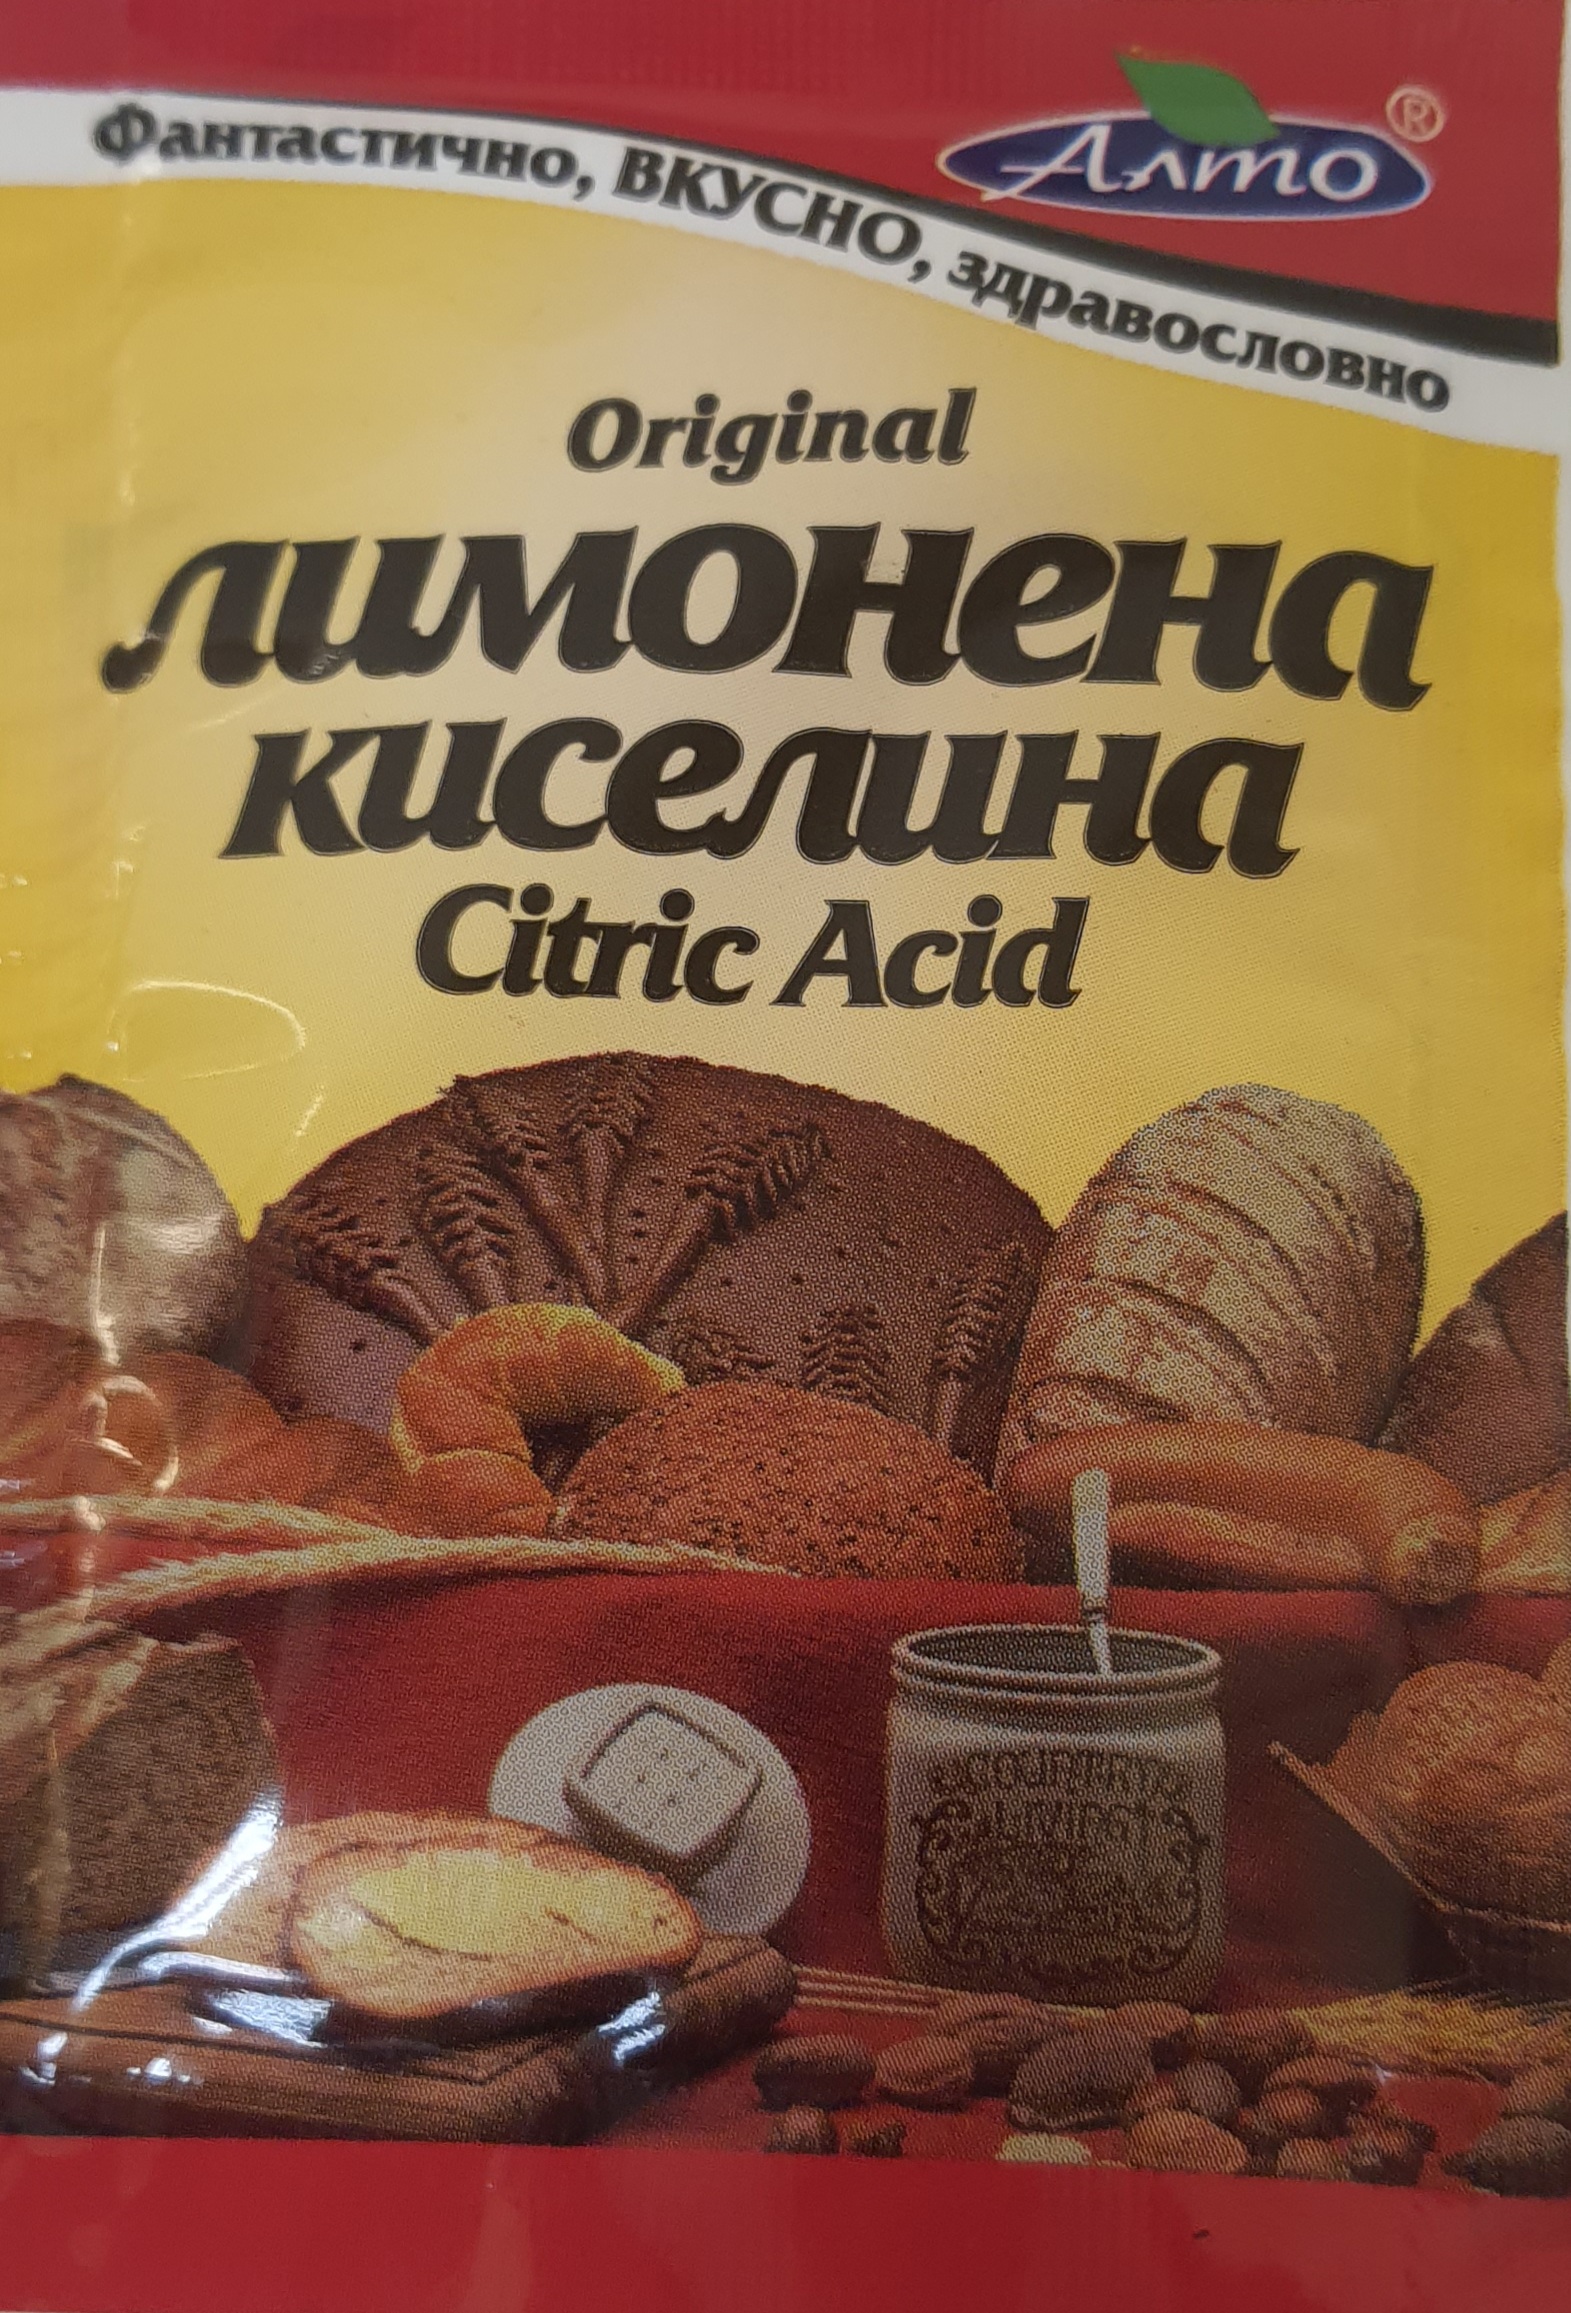 Алто®
Фантастично, ВКУСНО, здравословно
Original
лимонена
киселина
Citric Acid